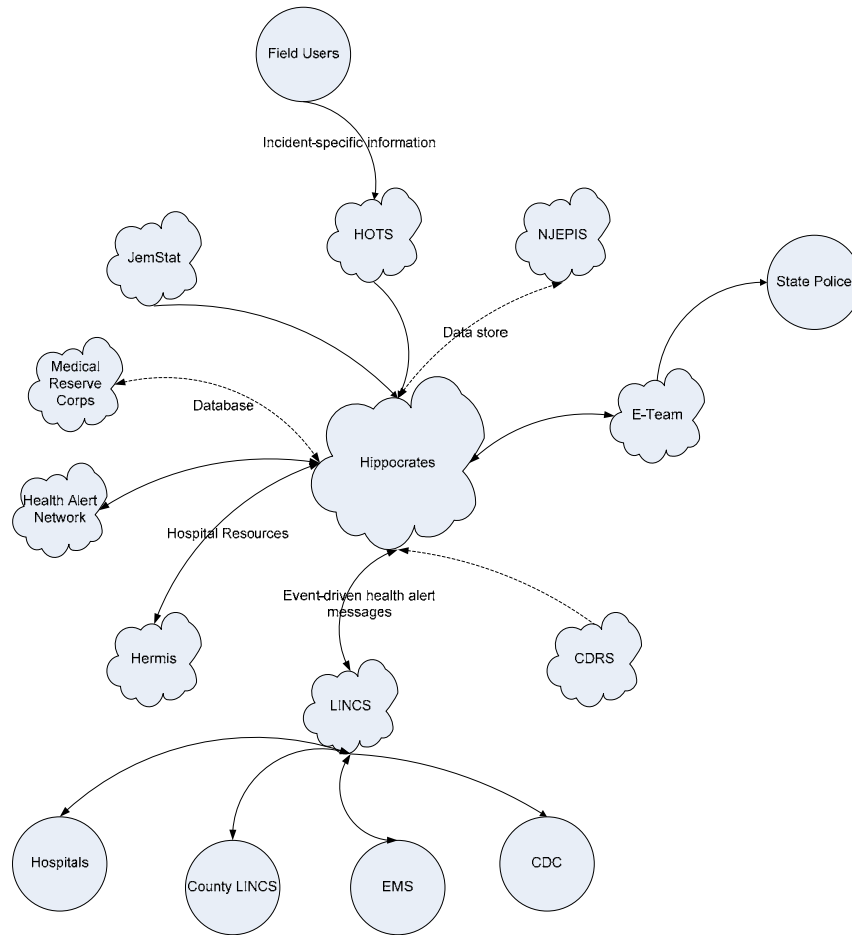 Field Users
Incident-specific information
HOTS
NJEPIS
JemStat
State Police
Data store
Medical
Reserve
Corps
Database
E-Team
Hippocrates
Health Alert
Network
Hospital Resources
Event-driven health alert
messages
Hermis
CDRS
LINCS
Hospitals
County LINCS
EMS
CDC